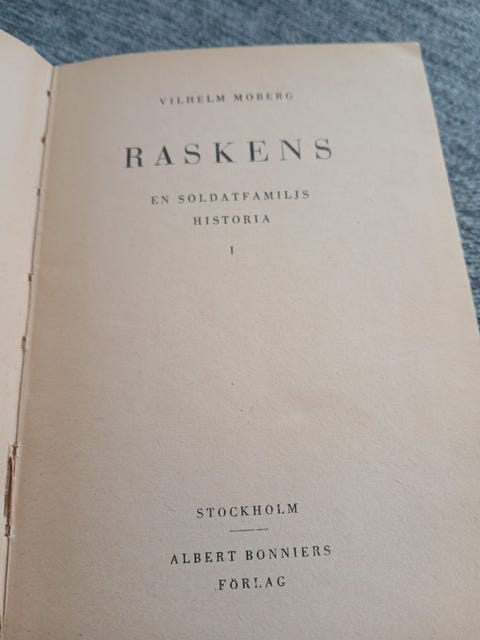 VILHELM MOBERG
RASKENS
EN SOLDATFAMILJS
HISTORIA
I
STOCKHOLM
ALBERT BONNIERS
FÖRLAG